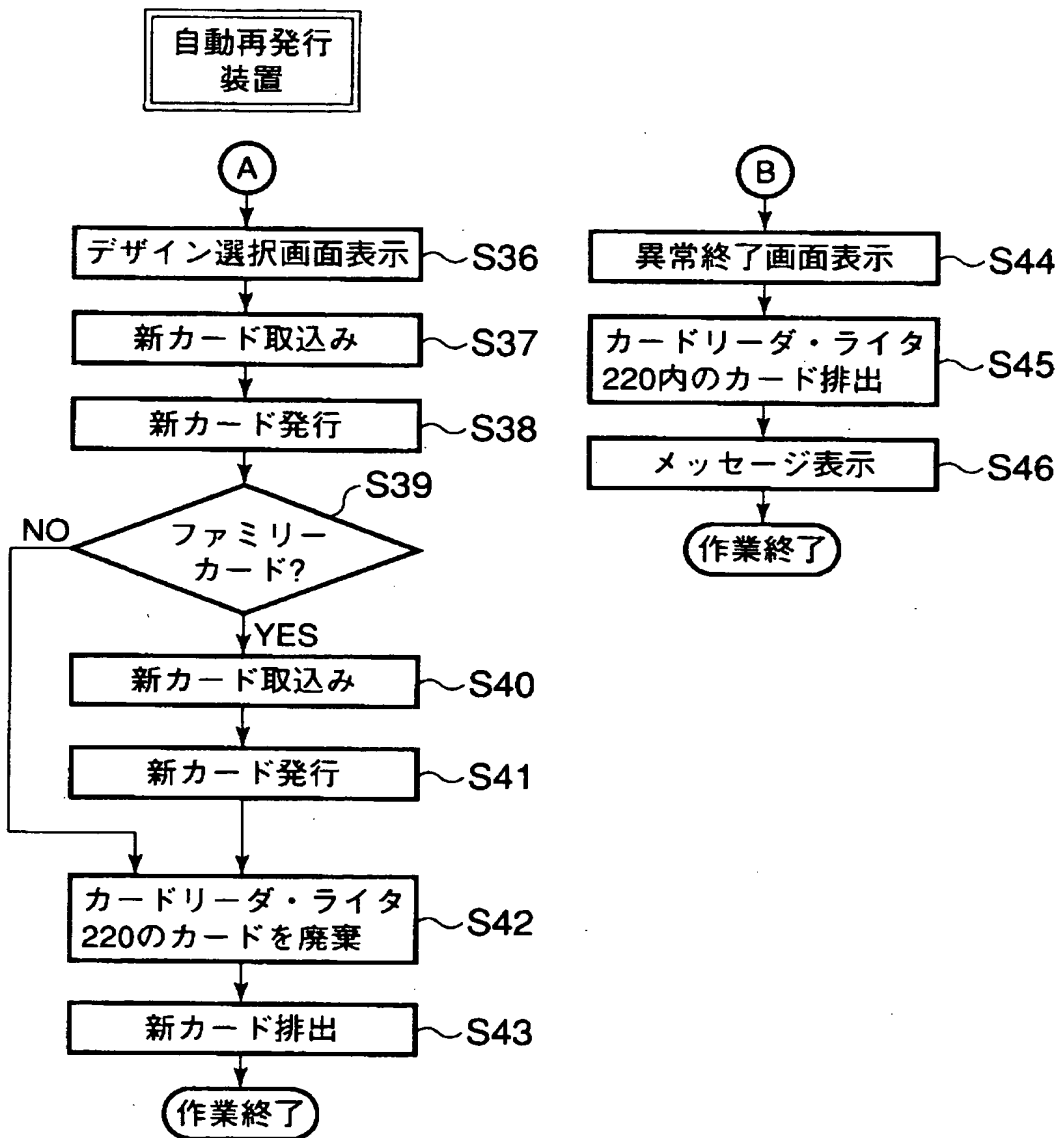 自動再発行
装置
A
デザイン選択画面表示 S36
新カード取込み S37
新カード発行 S38
S39
NO
ファミリー
カード?
YES
新カード取込み S40
新カード発行 S41
カードリーダ・ライタ
220のカードを廃棄 S42
新カード排出 S43
作業終了
B
異常終了画面表示 S44
カードリーダ・ライタ
220内のカード排出 S45
メッセージ表示 S46
作業終了